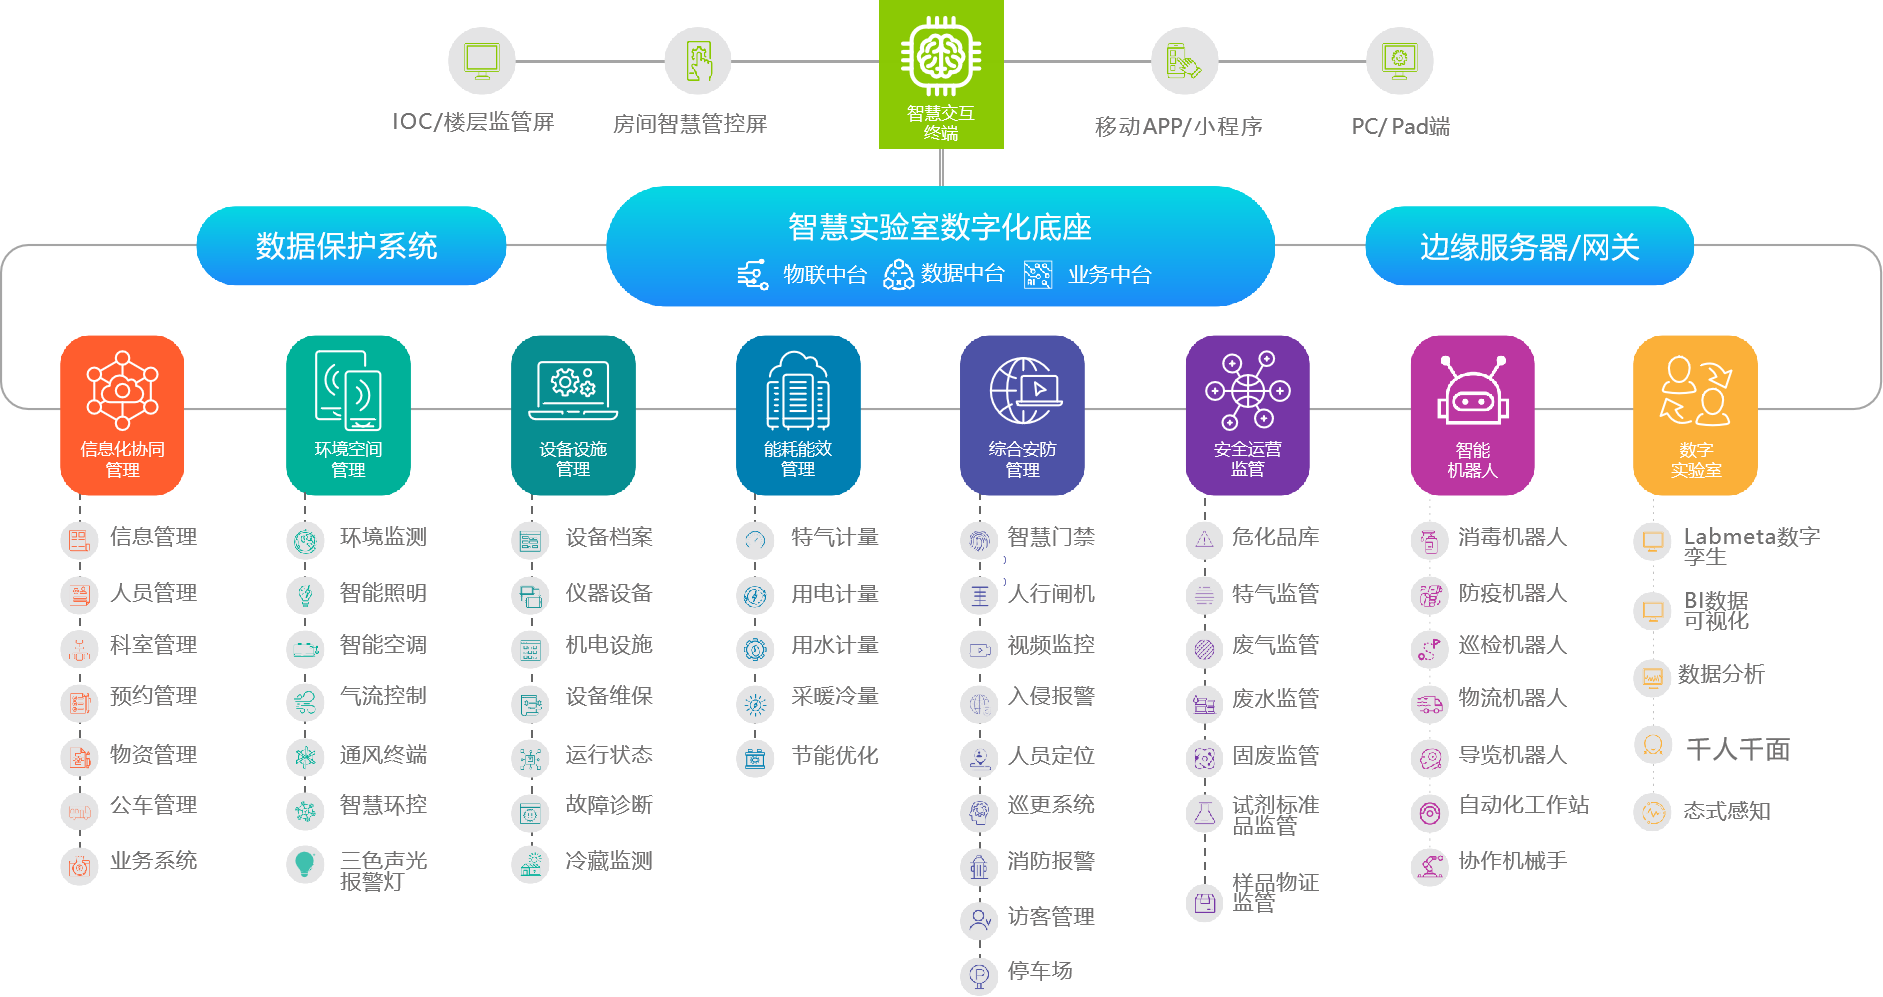 IOC/楼层监管屏
房间智慧管控屏
智慧交互
终端
移动APP/小程序
PC/Pad端
数据保护系统
智慧实验室数字化底座
物联中台
数据中台
AI
业务中台
边缘服务器/网关
信息化协同
管理
环境空间
管理
设备设施
管理
能耗能效
管理
综合安防
管理
安全运营
监管
智能
机器人
数字
实验室
信息管理
人员管理
科室管理
预约管理
物资管理
公车管理
业务系统
环境监测
智能照明
智能空调
气流控制
通风终端
智慧环控
三色声光
报警灯
设备档案
仪器设备
机电设施
设备维保
运行状态
故障诊断
冷藏监测
特气计量
用电计量
用水计量
采暖冷量
节能优化
智慧门禁
人行闸机
视频监控
入侵报警
人员定位
巡更系统
消防报警
访客管理
P
停车场
危化品库
特气监管
废气监管
废水监管
固废监管
试剂标准
品监管
样品物证
监管
消毒机器人
防疫机器人
巡检机器人
物流机器人
导览机器人
自动化工作站
协作机械手
Labmeta数字
孪生
BI数据
可视化
数据分析
千人千面
态式感知